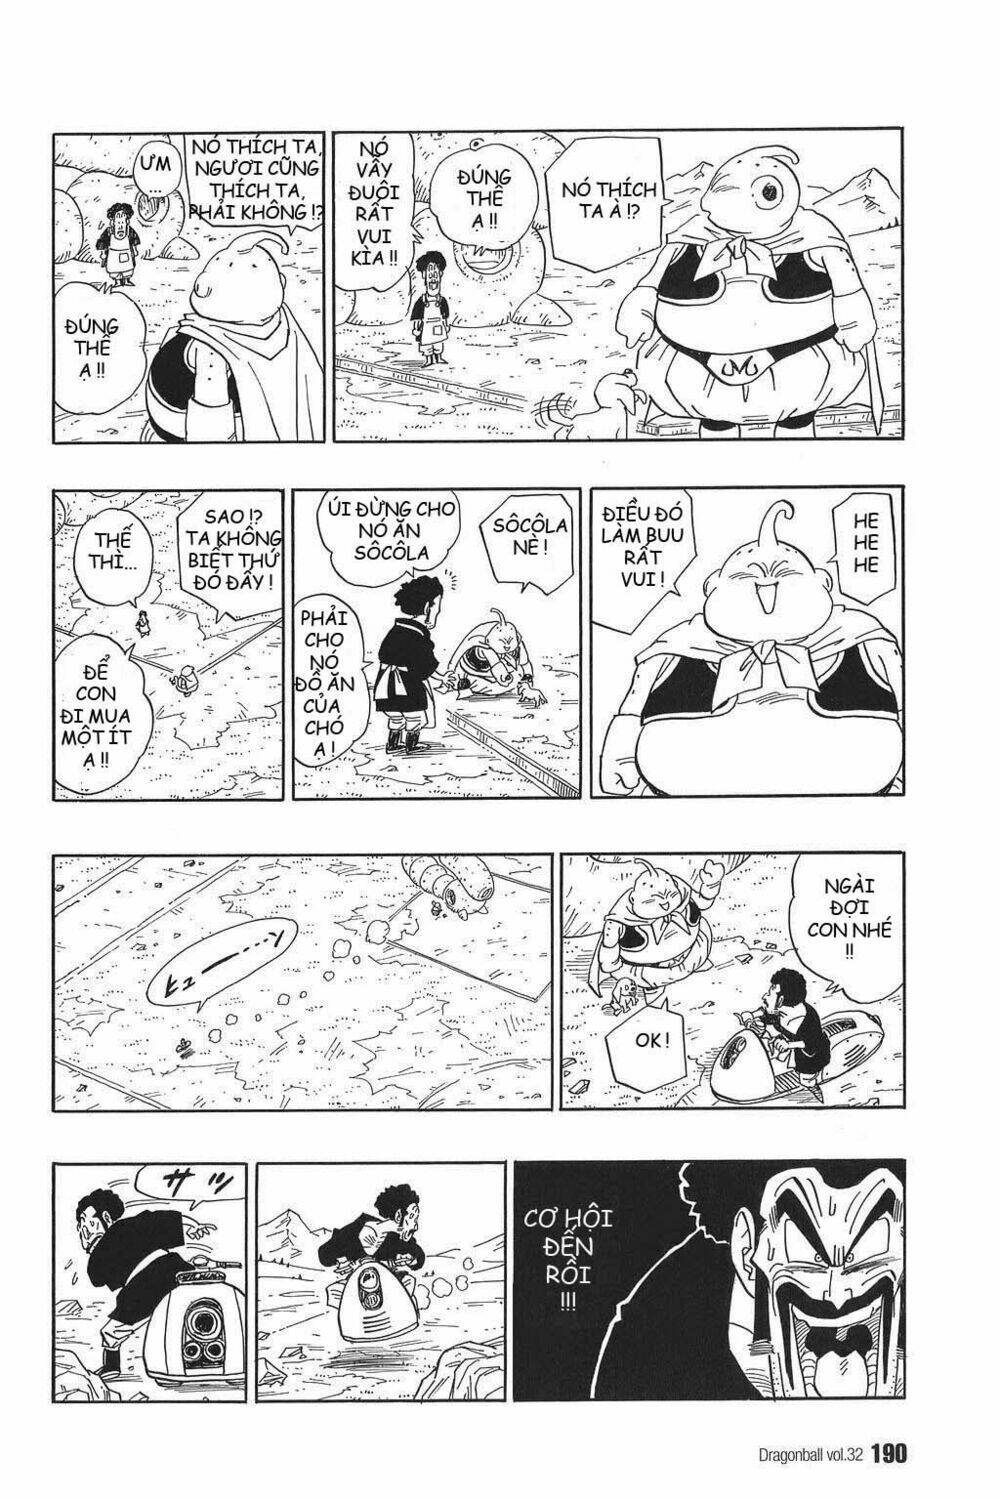 NÓ THÍCH
TA À !?
ĐÚNG
THẾ
Ạ !!
NÓ
VẪY
ĐUÔI
RẤT
VUI
KÌA !!
NÓ THÍCH TA,
NGƯƠI CŨNG
THÍCH TA,
PHẢI KHÔNG !?
ƯM
...
ĐÚNG
THẾ
Ạ !!
HE
HE
HE
ĐIỀU ĐÓ
LÀM BUU
RẤT
VUI !
SÔCÔLA
NÈ !
ÚI ĐỪNG CHO
NÓ ĂN
SÔCÔLA
PHẢI
CHO
NÓ
ĐỒ ĂN
CỦA
CHÓ
Ạ !
SAO !?
TA KHÔNG
BIẾT THỨ
ĐÓ ĐÂY !
THẾ
THÌ...
ĐỂ
CON
ĐI MUA
MỘT ÍT
Ạ !!
NGÀI
ĐỢI
CON NHÉ
!!
OK !
ヒュー・・・ン
CƠ HỘI
ĐẾN
RỒI
!!!
サッ
Dragonball vol.32 190